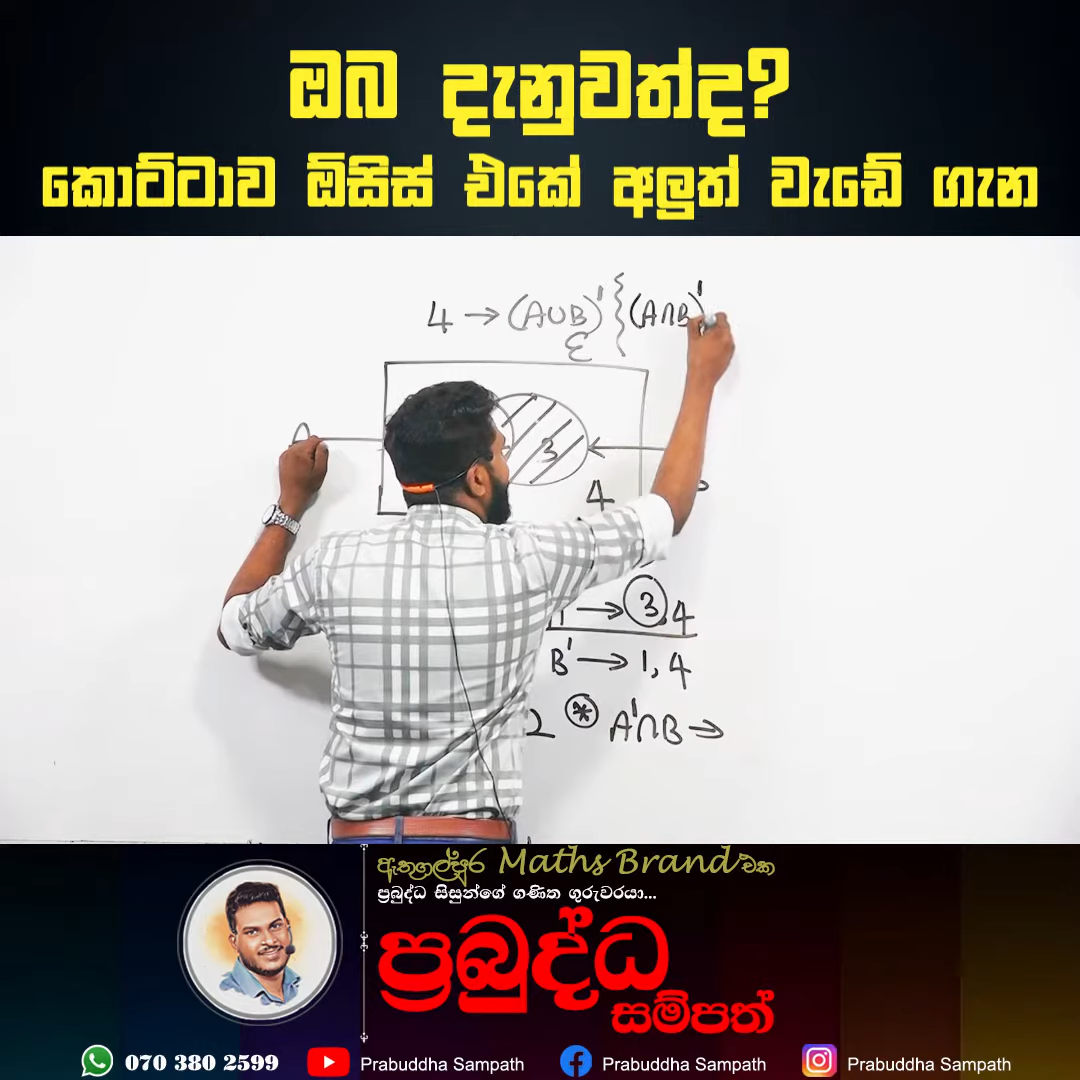 ඔබ දැනුවත්ද?
කොට්ටාව ඕසිස් එකේ අලුත් වැඩේ ගැන
4 → (A∪B)' (A∩B)'
ε
3
4
→ 3,4
B' → 1,4
2 * A'∩B →
ඇතුගල්පුර Maths Brand එක
ප්‍රබුද්ධ සිසුන්ගේ ගණිත ගුරුවරයා...
ප්‍රබුද්ධ
සම්පත්
070 380 2599 Prabuddha Sampath Prabuddha Sampath Prabuddha Sampath